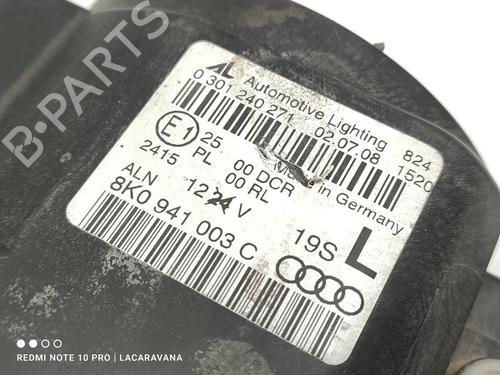 B-PARTS
AL Automotive Lighting 824
0 301 240 271 02.07.08 1520
E1 25 00 DCR Made in Germany
PL 00 RL
2415
ALN 12 V 19S L
8K0 941 003 C
REDMI NOTE 10 PRO | LACARAVANA